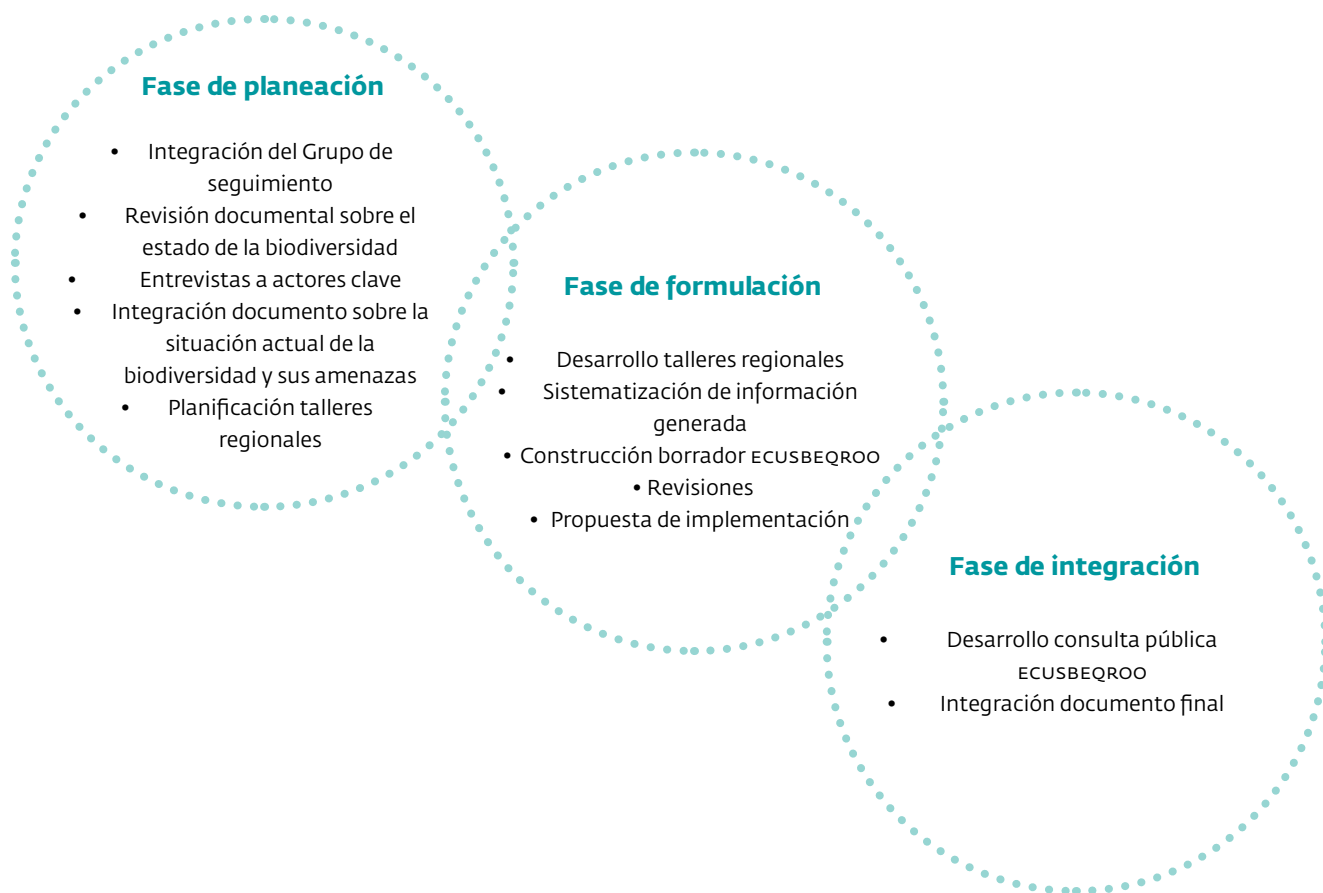 Fase de planeación
• Integración del Grupo de
seguimiento
• Revisión documental sobre el
estado de la biodiversidad
• Entrevistas a actores clave
• Integración documento sobre la
situación actual de la
biodiversidad y sus amenazas
• Planificación talleres
regionales
Fase de formulación
• Desarrollo talleres regionales
• Sistematización de información
generada
• Construcción borrador ECUSBEQROO
• Revisiones
• Propuesta de implementación
Fase de integración
• Desarrollo consulta pública
ECUSBEQROO
• Integración documento final